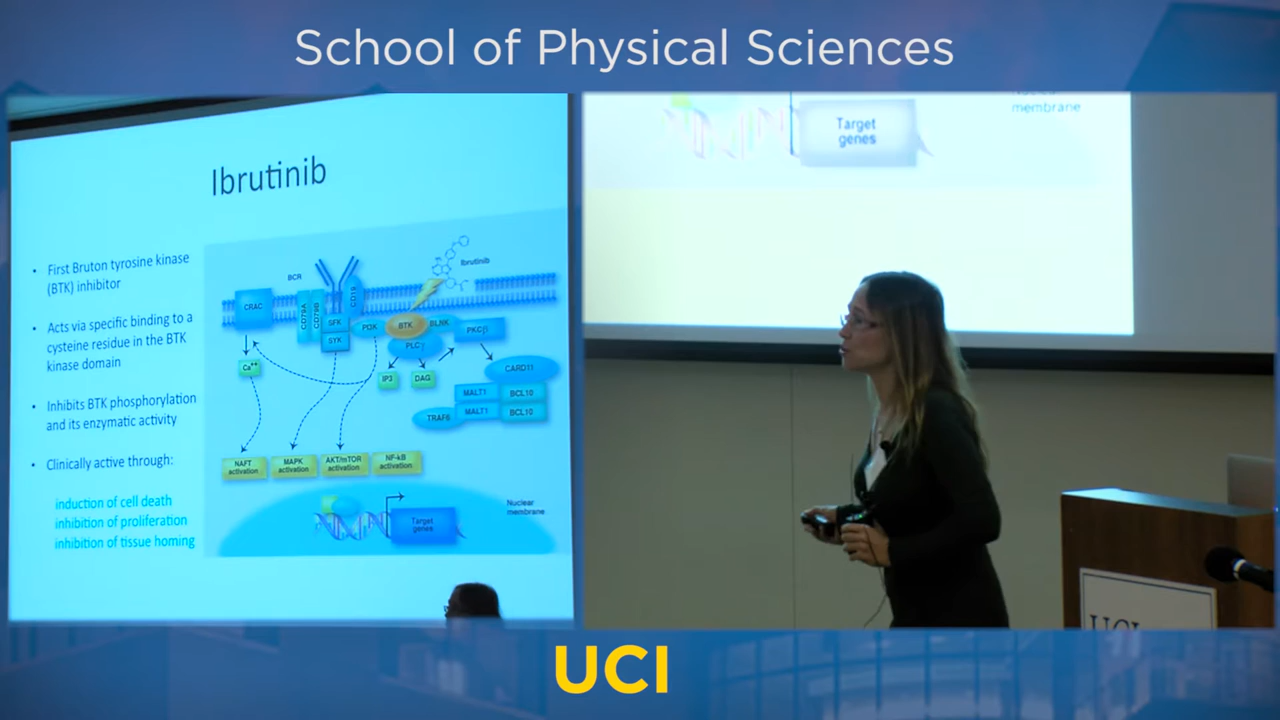 School of Physical Sciences
Ibrutinib
• First Bruton tyrosine kinase
(BTK) inhibitor
• Acts via specific binding to a
cysteine residue in the BTK
kinase domain
• Inhibits BTK phosphorylation
and its enzymatic activity
• Clinically active through:
induction of cell death
inhibition of proliferation
inhibition of tissue homing
BCR
Ibrutinib
CRAC
CD79A
CD79B
CD19
SFK
SYK
PI3K
BTK
BLNK
PLCγ
PKCβ
Ca++
IP3
DAG
CARD11
MALT1
BCL10
TRAF6
MALT1
BCL10
NAFT
activation
MAPK
activation
AKT/mTOR
activation
NF-kB
activation
Target
genes
Nuclear
membrane
Target
genes
membrane
UCI
UCI